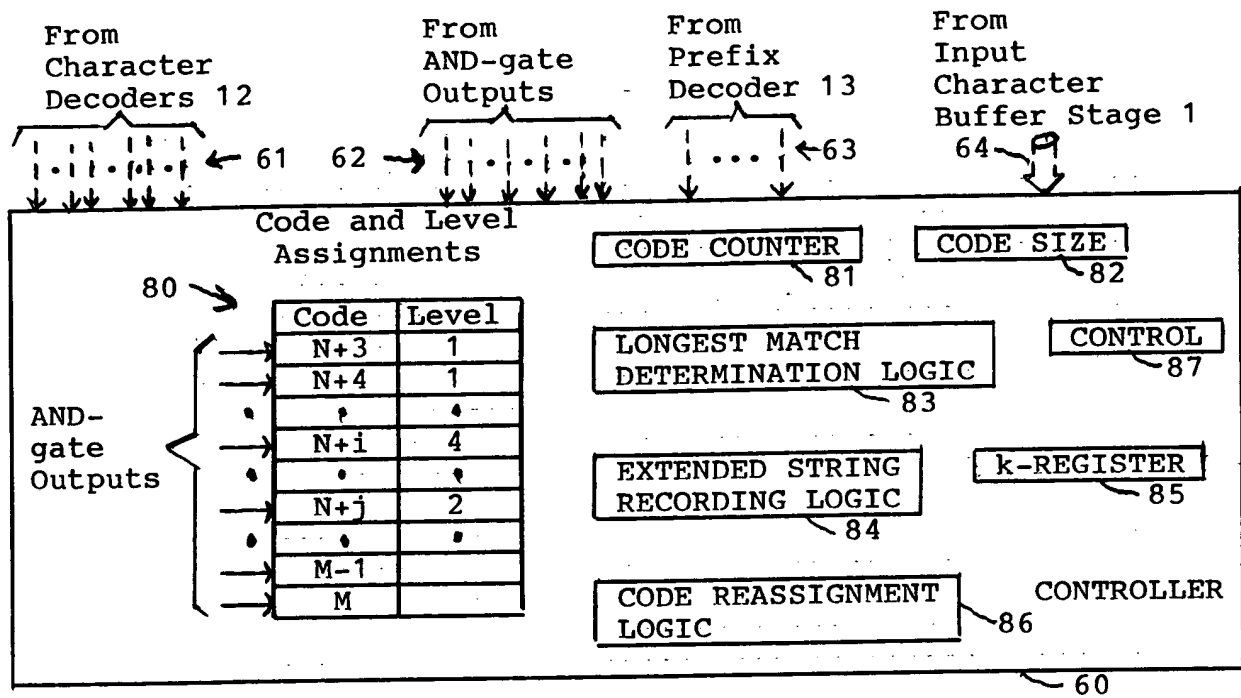 From
Character
Decoders 12
From
AND-gate
Outputs
From
Prefix
Decoder 13
From
Input
Character
Buffer Stage 1
61
62
63
64
Code and Level
Assignments
80
Code Level
N+3 1
N+4 1
N+i 4
N+j 2
M-1
M
AND-
gate
Outputs
CODE COUNTER
81
CODE SIZE
82
LONGEST MATCH
DETERMINATION LOGIC
83
CONTROL
87
EXTENDED STRING
RECORDING LOGIC
84
k-REGISTER
85
CODE REASSIGNMENT
LOGIC
86
CONTROLLER
60